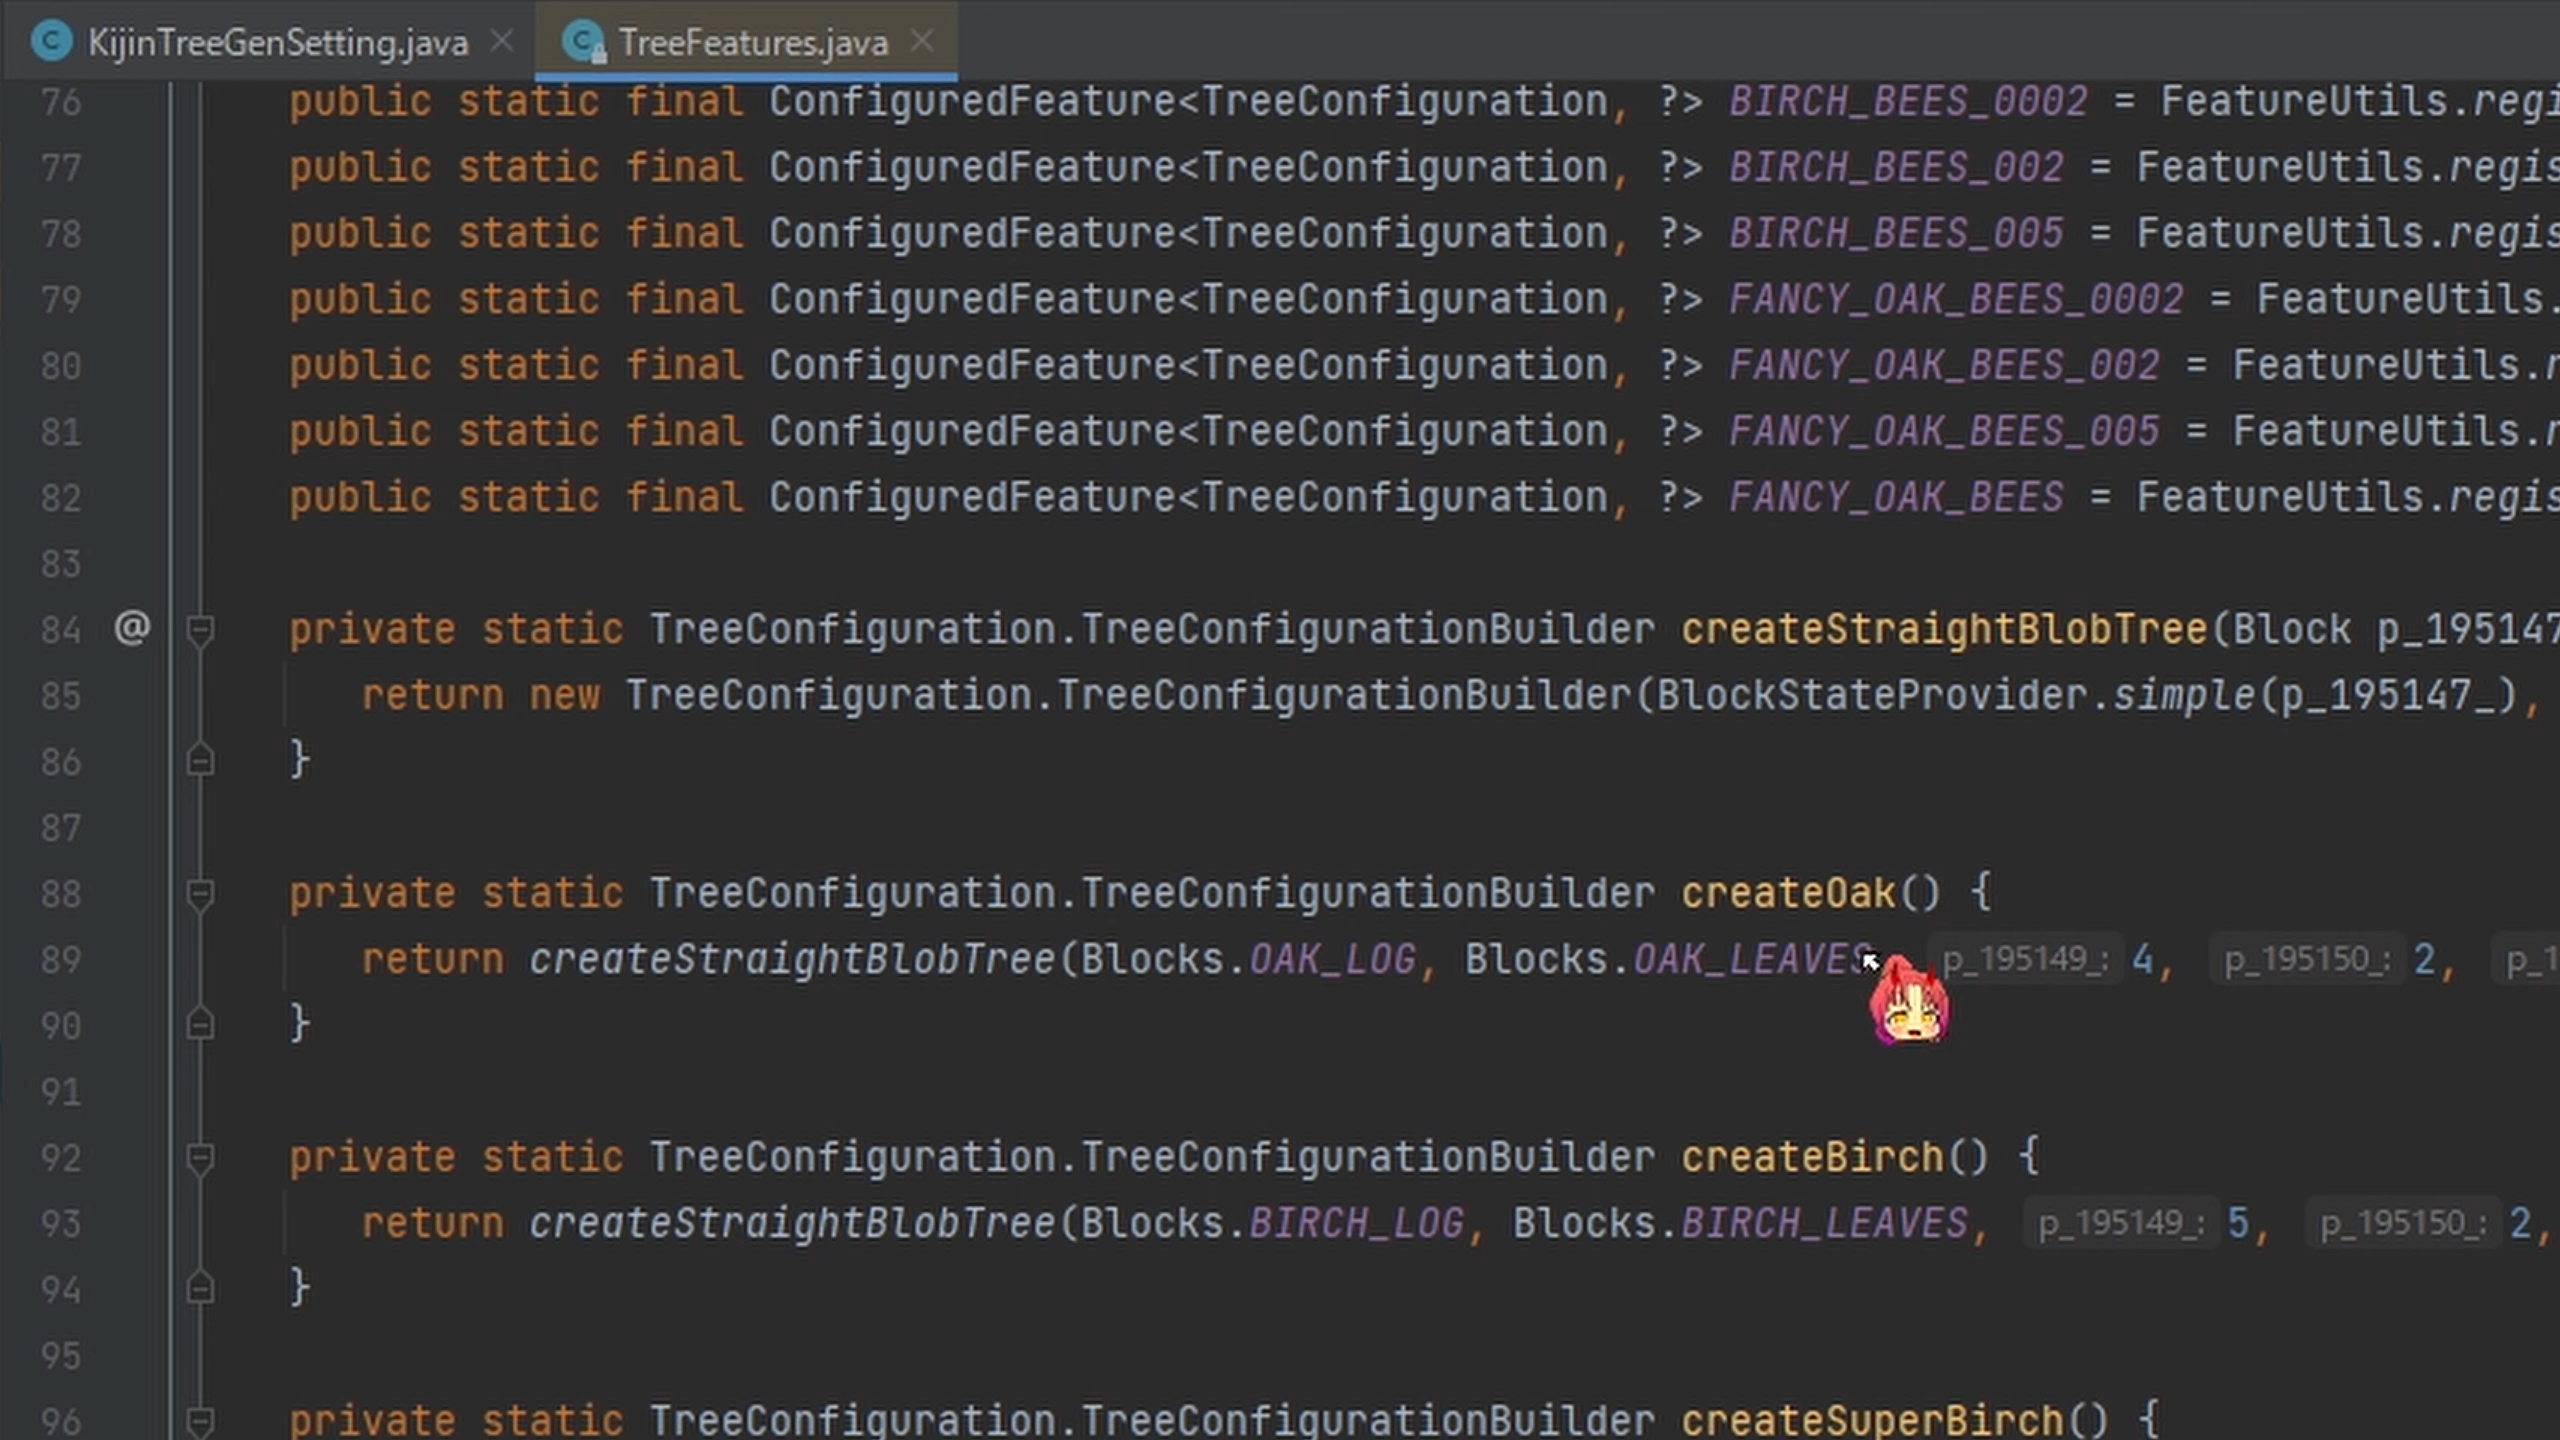 KijinTreeGenSetting.java
TreeFeatures.java
76 public static final ConfiguredFeature<TreeConfiguration, ?> BIRCH_BEES_0002 = FeatureUtils.regi
77 public static final ConfiguredFeature<TreeConfiguration, ?> BIRCH_BEES_002 = FeatureUtils.regis
78 public static final ConfiguredFeature<TreeConfiguration, ?> BIRCH_BEES_005 = FeatureUtils.regis
79 public static final ConfiguredFeature<TreeConfiguration, ?> FANCY_OAK_BEES_0002 = FeatureUtils.
80 public static final ConfiguredFeature<TreeConfiguration, ?> FANCY_OAK_BEES_002 = FeatureUtils.r
81 public static final ConfiguredFeature<TreeConfiguration, ?> FANCY_OAK_BEES_005 = FeatureUtils.r
82 public static final ConfiguredFeature<TreeConfiguration, ?> FANCY_OAK_BEES = FeatureUtils.regis
83
84 @ private static TreeConfiguration.TreeConfigurationBuilder createStraightBlobTree(Block p_195147
85 return new TreeConfiguration.TreeConfigurationBuilder(BlockStateProvider.simple(p_195147_),
86 }
87
88 private static TreeConfiguration.TreeConfigurationBuilder createOak() {
89 return createStraightBlobTree(Blocks.OAK_LOG, Blocks.OAK_LEAVES p_195149_: 4, p_195150_: 2, p_1
90 }
91
92 private static TreeConfiguration.TreeConfigurationBuilder createBirch() {
93 return createStraightBlobTree(Blocks.BIRCH_LOG, Blocks.BIRCH_LEAVES, p_195149_: 5, p_195150_: 2,
94 }
95
96 private static TreeConfiguration.TreeConfigurationBuilder createSuperBirch() {